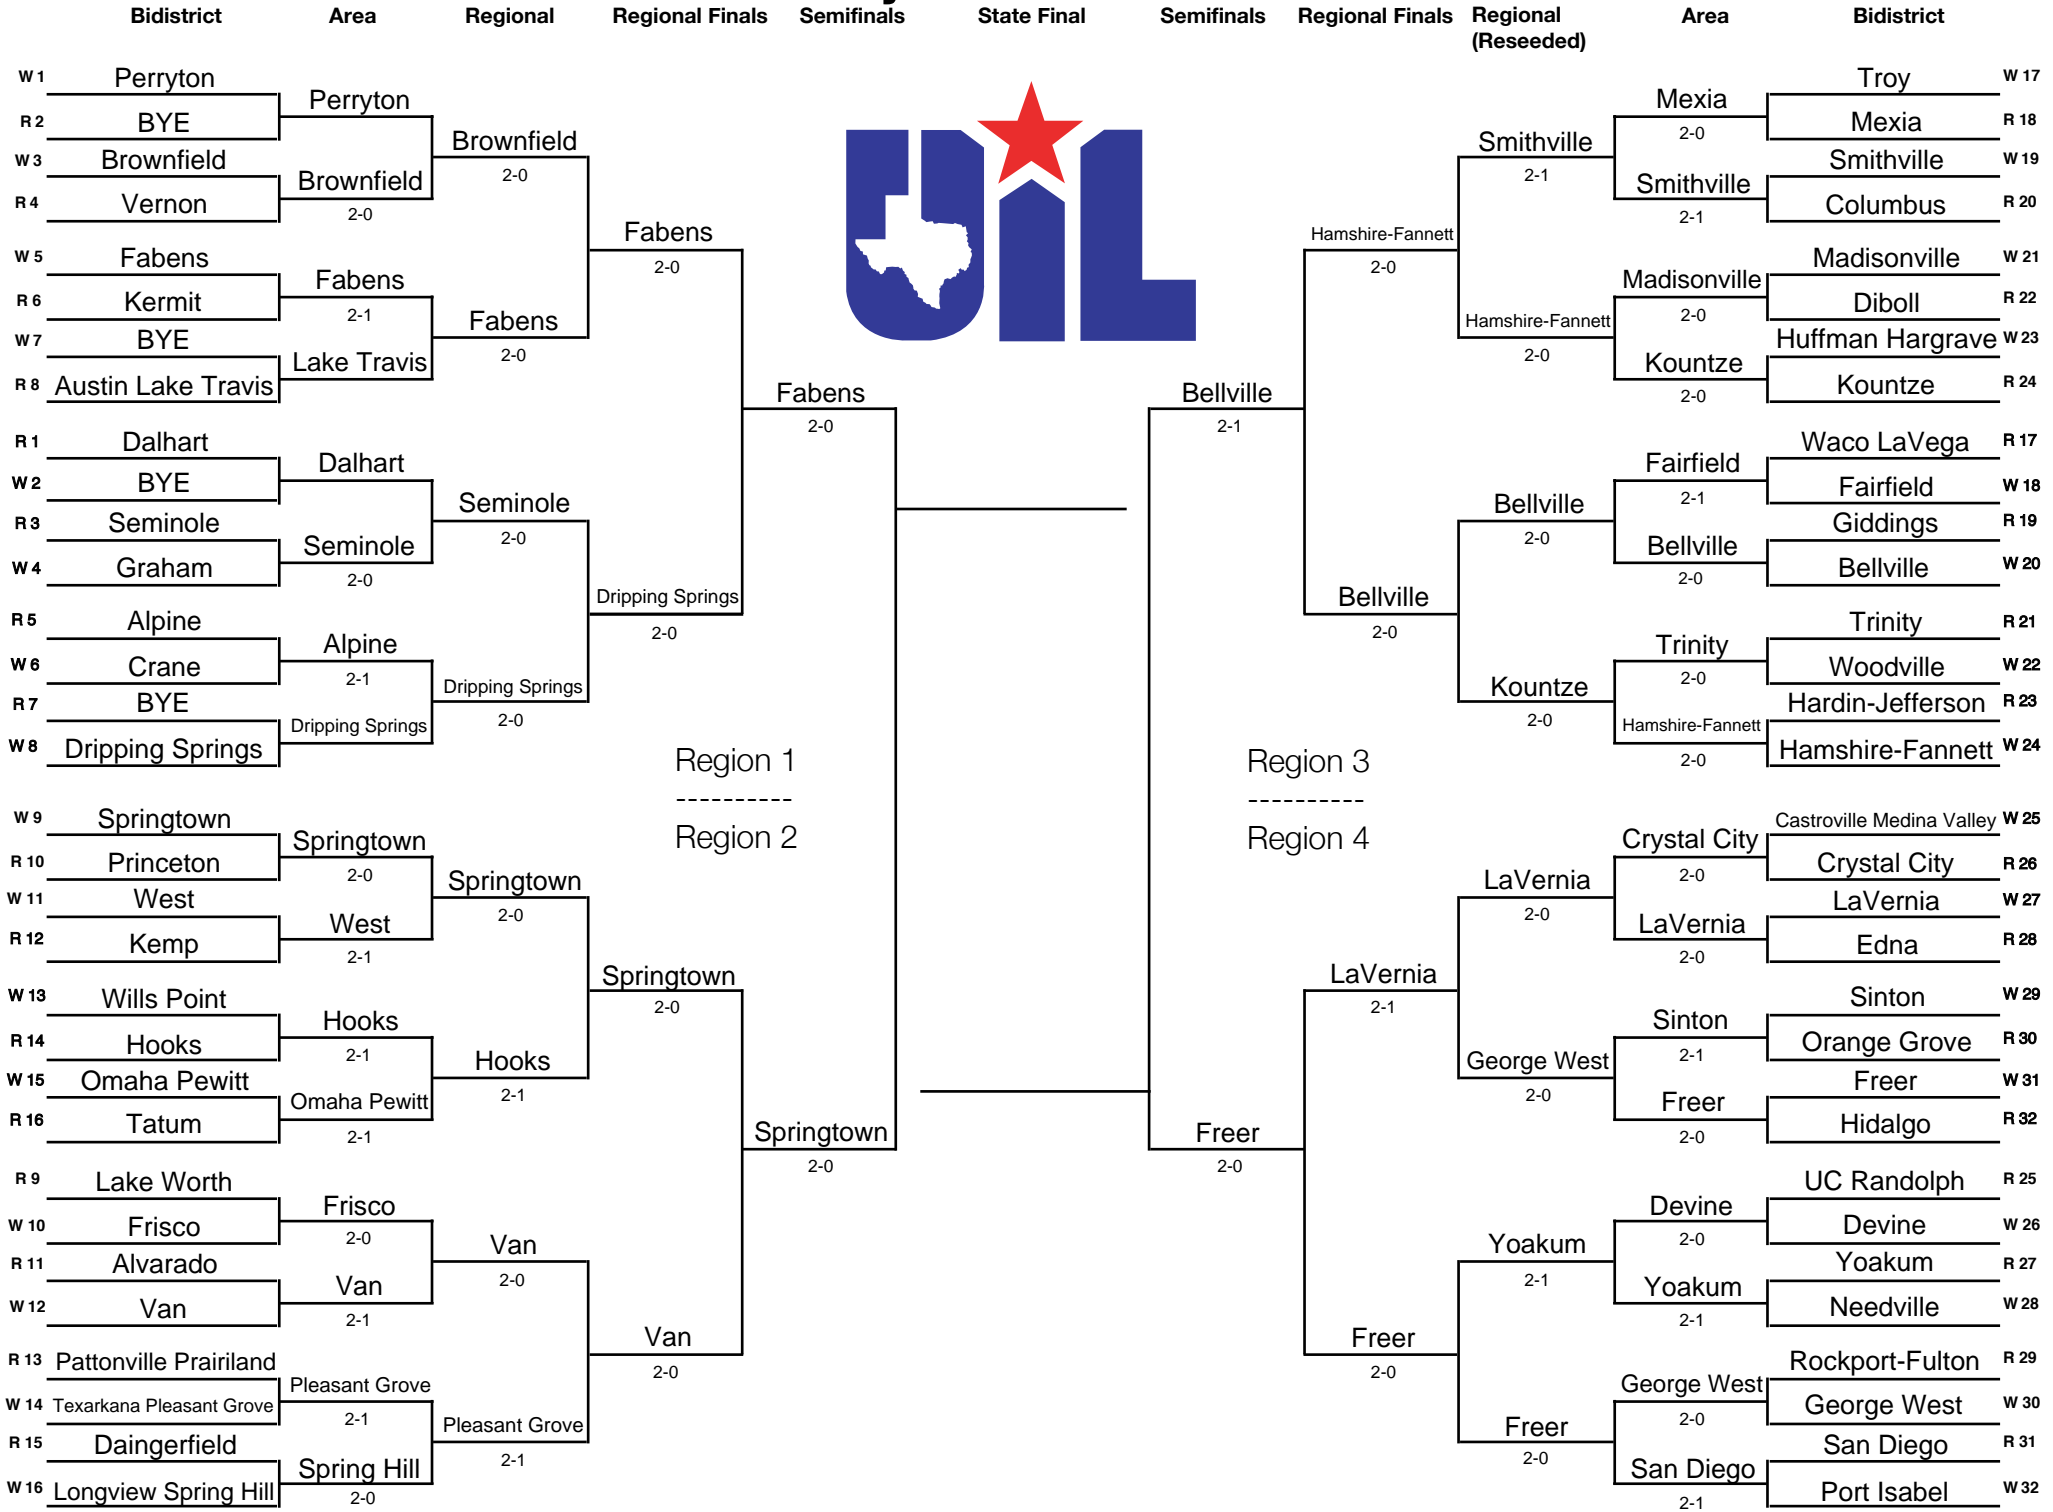 Bidistrict Area Regional Regional Finals Semifinals State Final Semifinals Regional Finals Regional (Reseeded) Area Bidistrict
W 1 Perryton
R 2 BYE
Perryton
W 3 Brownfield
R 4 Vernon
Brownfield
2-0
Brownfield
2-0
W 5 Fabens
R 6 Kermit
Fabens
2-1
W 7 BYE
R 8 Austin Lake Travis
Lake Travis
Fabens
2-0
Fabens
2-0
R 1 Dalhart
W 2 BYE
Dalhart
R 3 Seminole
W 4 Graham
Seminole
2-0
Seminole
2-0
R 5 Alpine
W 6 Crane
Alpine
2-1
R 7 BYE
W 8 Dripping Springs
Dripping Springs
Dripping Springs
2-0
Dripping Springs
2-0
Fabens
2-0
Region 1
----------
Region 2
W 9 Springtown
R 10 Princeton
Springtown
2-0
W 11 West
R 12 Kemp
West
2-1
Springtown
2-0
W 13 Wills Point
R 14 Hooks
Hooks
2-1
W 15 Omaha Pewitt
R 16 Tatum
Omaha Pewitt
2-1
Hooks
2-1
Springtown
2-0
R 9 Lake Worth
W 10 Frisco
Frisco
2-0
R 11 Alvarado
W 12 Van
Van
2-1
Van
2-0
R 13 Pattonville Prairiland
W 14 Texarkana Pleasant Grove
Pleasant Grove
2-1
R 15 Daingerfield
W 16 Longview Spring Hill
Spring Hill
2-0
Pleasant Grove
2-1
Van
2-0
Springtown
2-0
UIL
Troy W 17
Mexia R 18
Mexia
2-0
Smithville W 19
Columbus R 20
Smithville
2-1
Smithville
2-1
Madisonville W 21
Diboll R 22
Madisonville
2-0
Huffman Hargrave W 23
Kountze R 24
Kountze
2-0
Hamshire-Fannett
2-0
Hamshire-Fannett
2-0
Waco LaVega R 17
Fairfield W 18
Fairfield
2-1
Giddings R 19
Bellville W 20
Bellville
2-0
Bellville
2-0
Trinity R 21
Woodville W 22
Trinity
2-0
Hardin-Jefferson R 23
Hamshire-Fannett W 24
Hamshire-Fannett
2-0
Kountze
2-0
Bellville
2-0
Bellville
2-1
Region 3
----------
Region 4
Castroville Medina Valley W 25
Crystal City R 26
Crystal City
2-0
LaVernia W 27
Edna R 28
LaVernia
2-0
LaVernia
2-0
Sinton W 29
Orange Grove R 30
Sinton
2-1
Freer W 31
Hidalgo R 32
Freer
2-0
George West
2-0
LaVernia
2-1
UC Randolph R 25
Devine W 26
Devine
2-0
Yoakum R 27
Needville W 28
Yoakum
2-1
Yoakum
2-1
Rockport-Fulton R 29
George West W 30
George West
2-0
San Diego R 31
Port Isabel W 32
San Diego
2-1
Freer
2-0
Freer
2-0
Freer
2-0